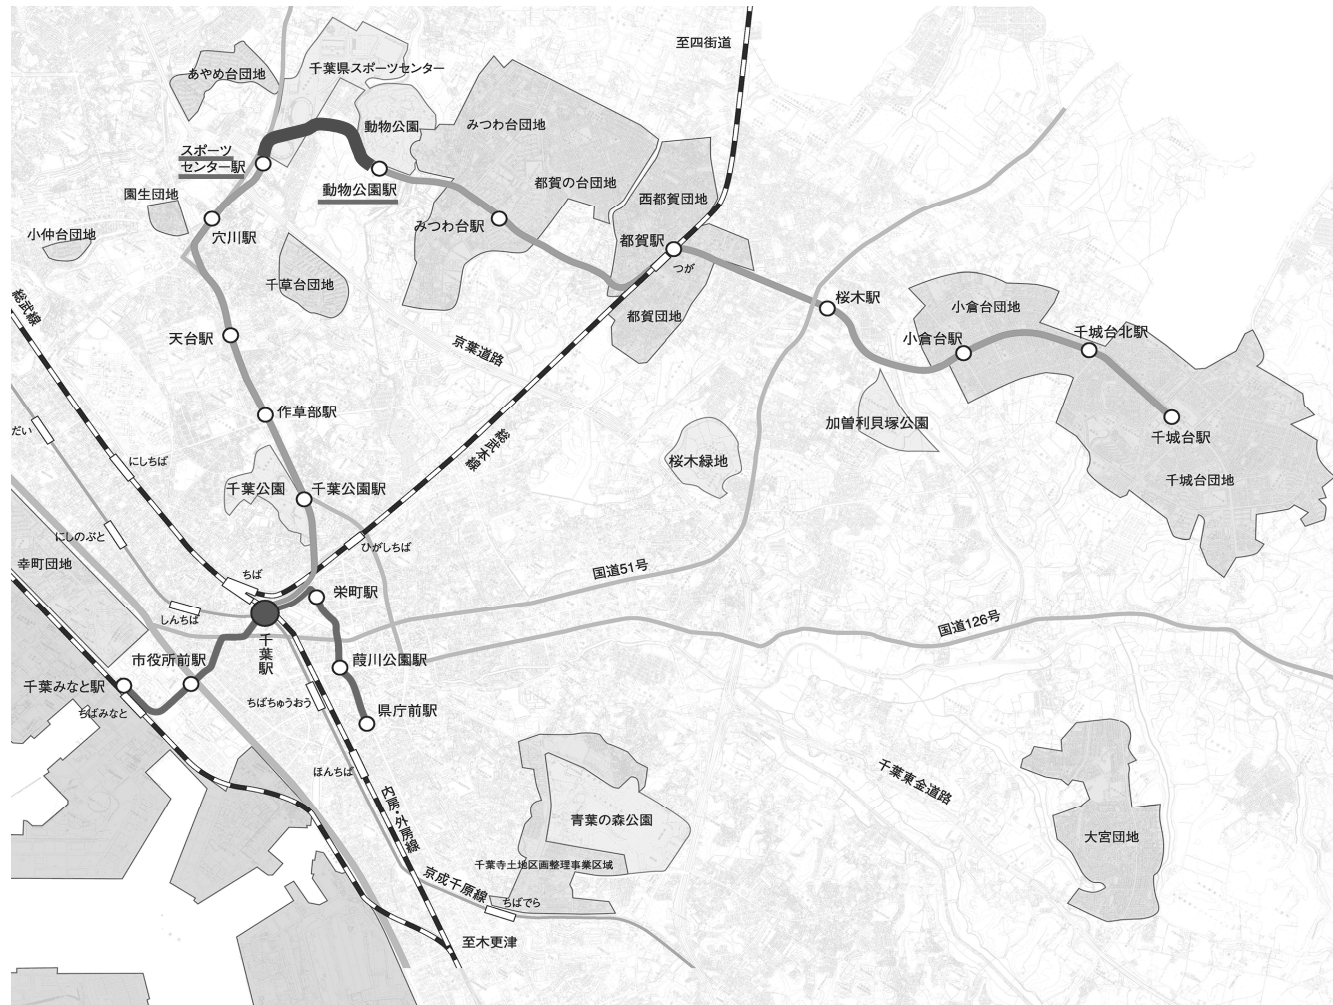 至四街道
あやめ台団地
千葉県スポーツセンター
動物公園
みつわ台団地
スポーツ
センター駅
動物公園駅
都賀の台団地
西都賀団地
園生団地
みつわ台駅
小仲台団地
穴川駅
都賀駅
つが
千草台団地
桜木駅
総武線
都賀団地
小倉台団地
天台駅
京葉道路
小倉台駅
千城台北駅
作草部駅
加曽利貝塚公園
だい
総武本線
千城台駅
にしちば
桜木緑地
千城台団地
千葉公園
千葉公園駅
にしのぶと
ひがしちば
幸町団地
ちば
国道51号
栄町駅
しんちば
国道126号
千葉駅
市役所前駅
葭川公園駅
千葉みなと駅
ちばみなと
ちばちゅうおう
県庁前駅
ほんちば
千葉東金道路
内房・外房線
青葉の森公園
大宮団地
千葉寺土地区画整理事業区域
京成千原線
ちばでら
至木更津